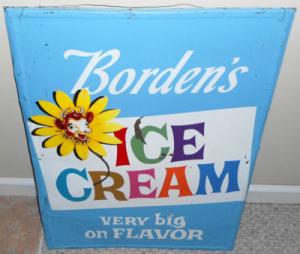 Borden's
ICE
CREAM
VERY big
on FLAVOR